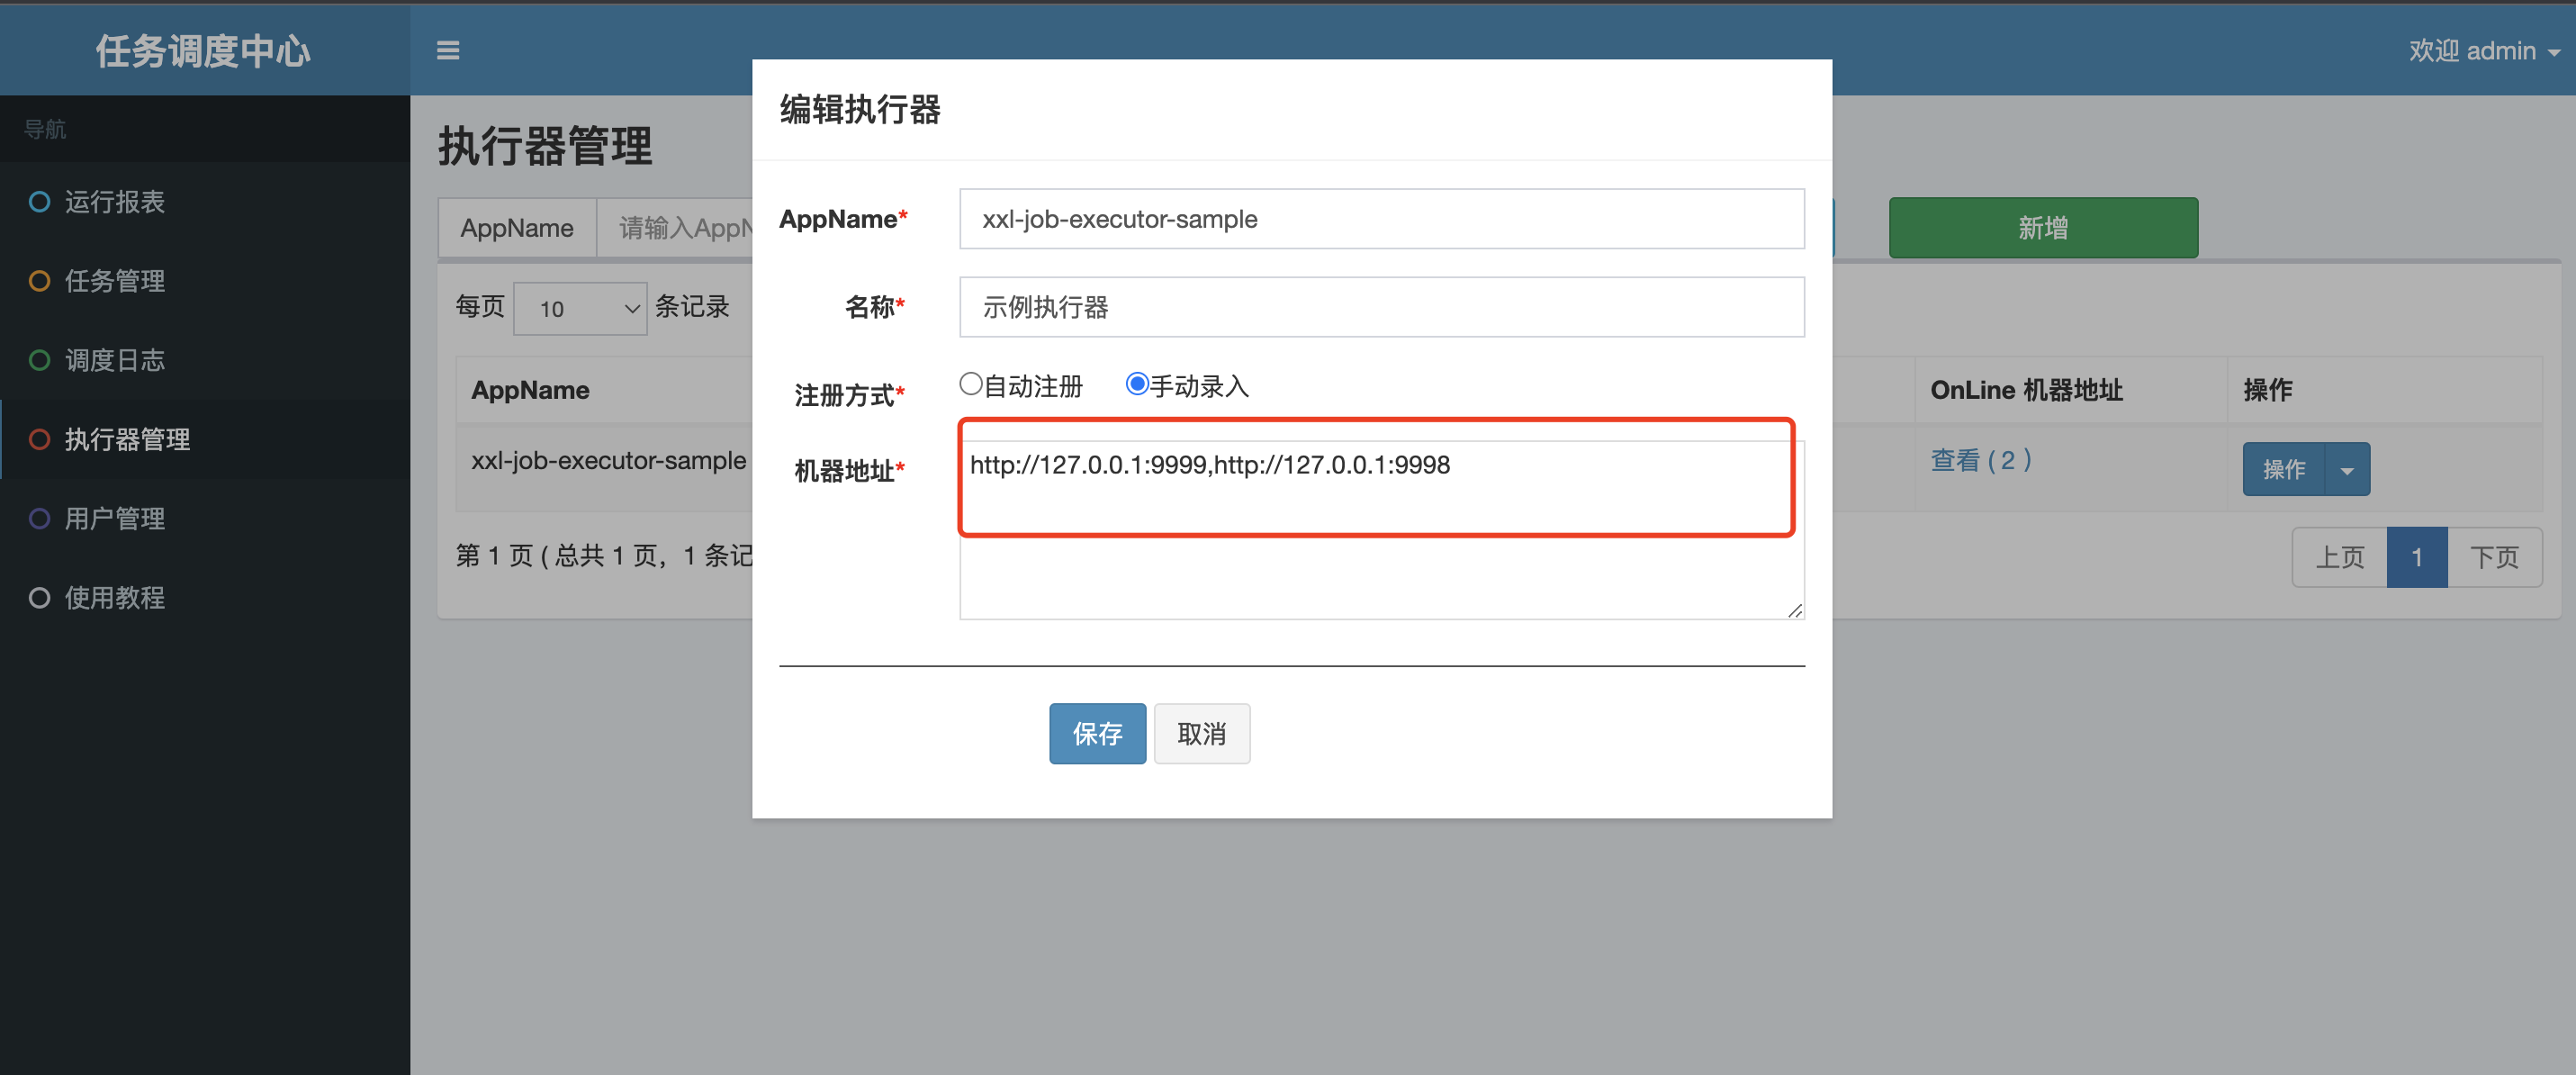 任务调度中心
欢迎 admin
导航
运行报表
任务管理
调度日志
执行器管理
用户管理
使用教程
执行器管理
AppName 请输入AppN
新增
每页 10 条记录
AppName OnLine 机器地址 操作
xxl-job-executor-sample 查看 ( 2 ) 操作
第 1 页 ( 总共 1 页，1 条记
上页 1 下页
编辑执行器
AppName* xxl-job-executor-sample
名称* 示例执行器
注册方式* 自动注册 手动录入
机器地址* http://127.0.0.1:9999,http://127.0.0.1:9998
保存 取消